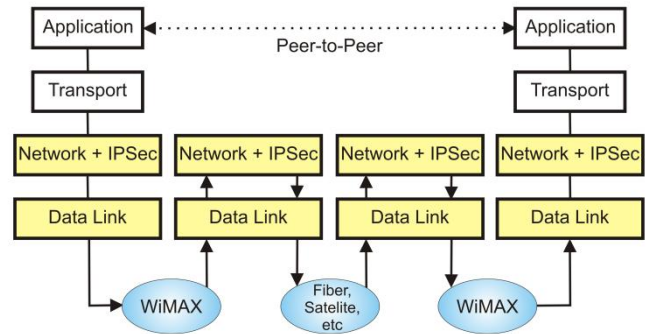 Application
Application
Peer-to-Peer
Transport
Transport
Network + IPSec
Network + IPSec
Network + IPSec
Network + IPSec
Data Link
Data Link
Data Link
Data Link
WiMAX
Fiber,
Satelite,
etc
WiMAX